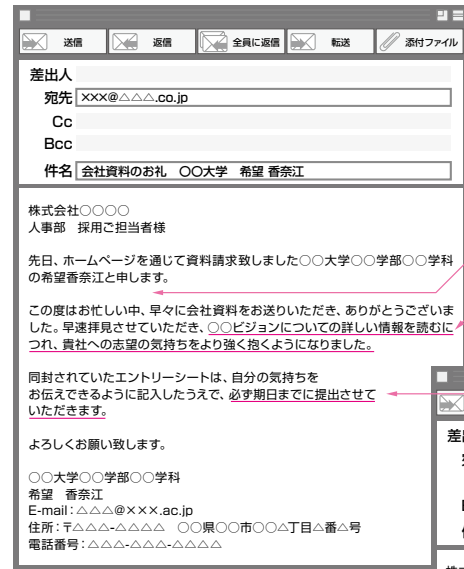 送信 返信 全員に返信 転送 添付ファイル
差出人
宛先 ×××@△△△.co.jp
Cc
Bcc
件名 会社資料のお礼 〇〇大学 希望 香奈江
株式会社〇〇〇〇
人事部 採用ご担当者様
先日、ホームページを通じて資料請求致しました〇〇大学〇〇学部〇〇学科
の希望香奈江と申します。
この度はお忙しい中、早々に会社資料をお送りいただき、ありがとうございま
した。早速拝見させていただき、〇〇ビジョンについての詳しい情報を読むに
つれ、貴社への志望の気持ちをより強く抱くようになりました。
同封されていたエントリーシートは、自分の気持ちを
お伝えできるように記入したうえで、必ず期日までに提出させて
いただきます。
よろしくお願い致します。
〇〇大学〇〇学部〇〇学科
希望 香奈江
E-mail：△△△@×××.ac.jp
住所：〒△△△-△△△△ 〇〇県〇〇市〇〇△丁目△番△号
電話番号：△△△-△△△-△△△△